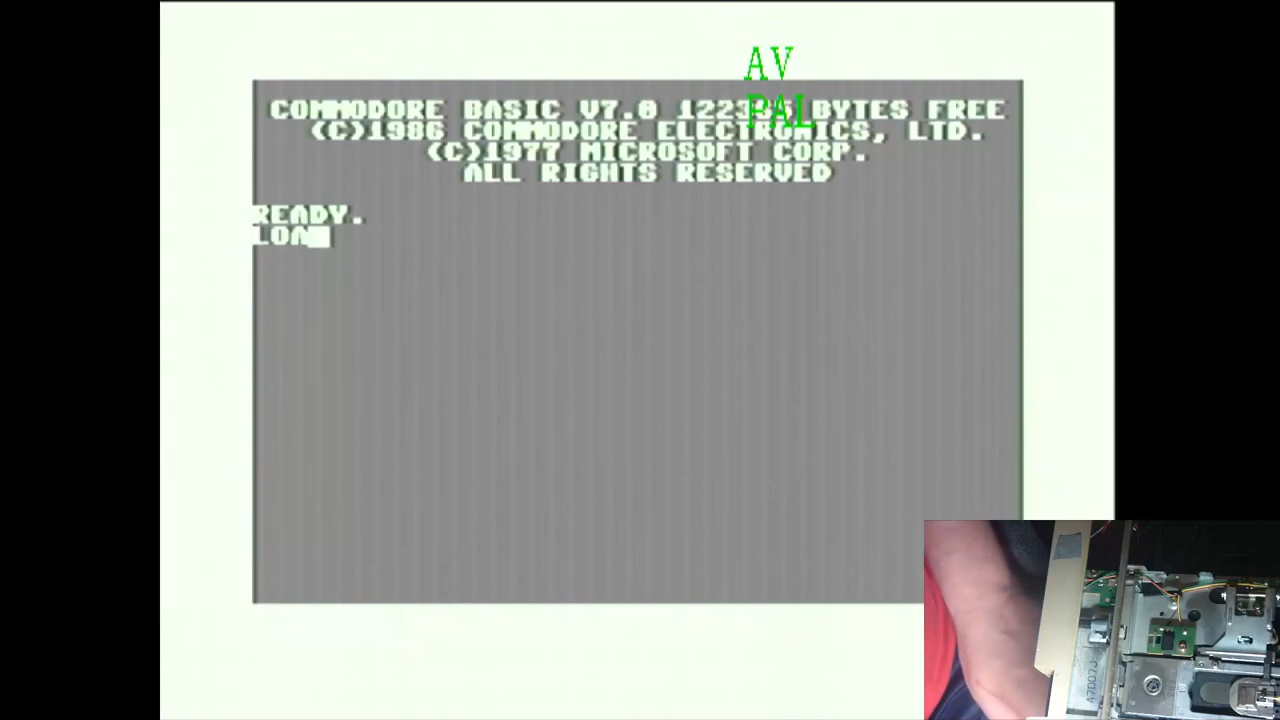 AV
PAL
COMMODORE BASIC V7.0 122365 BYTES FREE
(C)1986 COMMODORE ELECTRONICS, LTD.
(C)1977 MICROSOFT CORP.
ALL RIGHTS RESERVED
READY.
LOA
A7007J